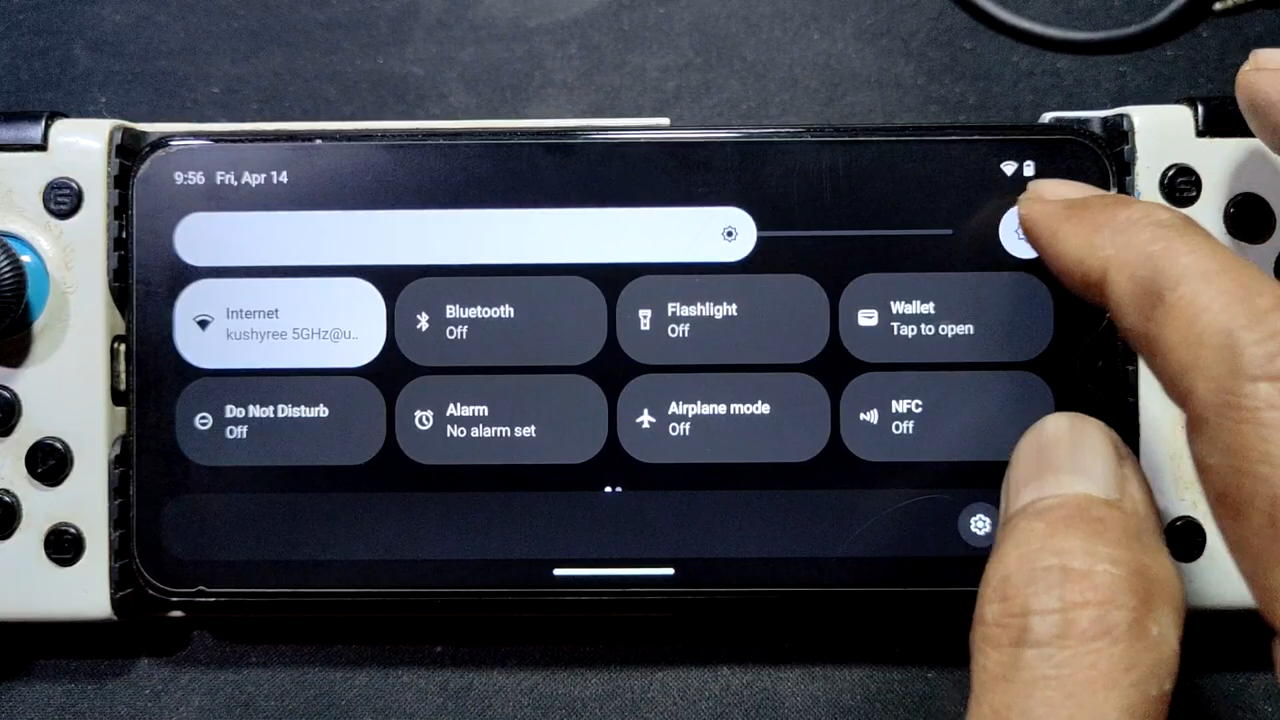 9:56 Fri, Apr 14
Internet
kushyree 5GHz@u..
Bluetooth
Off
Flashlight
Off
Wallet
Tap to open
Do Not Disturb
Off
Alarm
No alarm set
Airplane mode
Off
NFC
Off